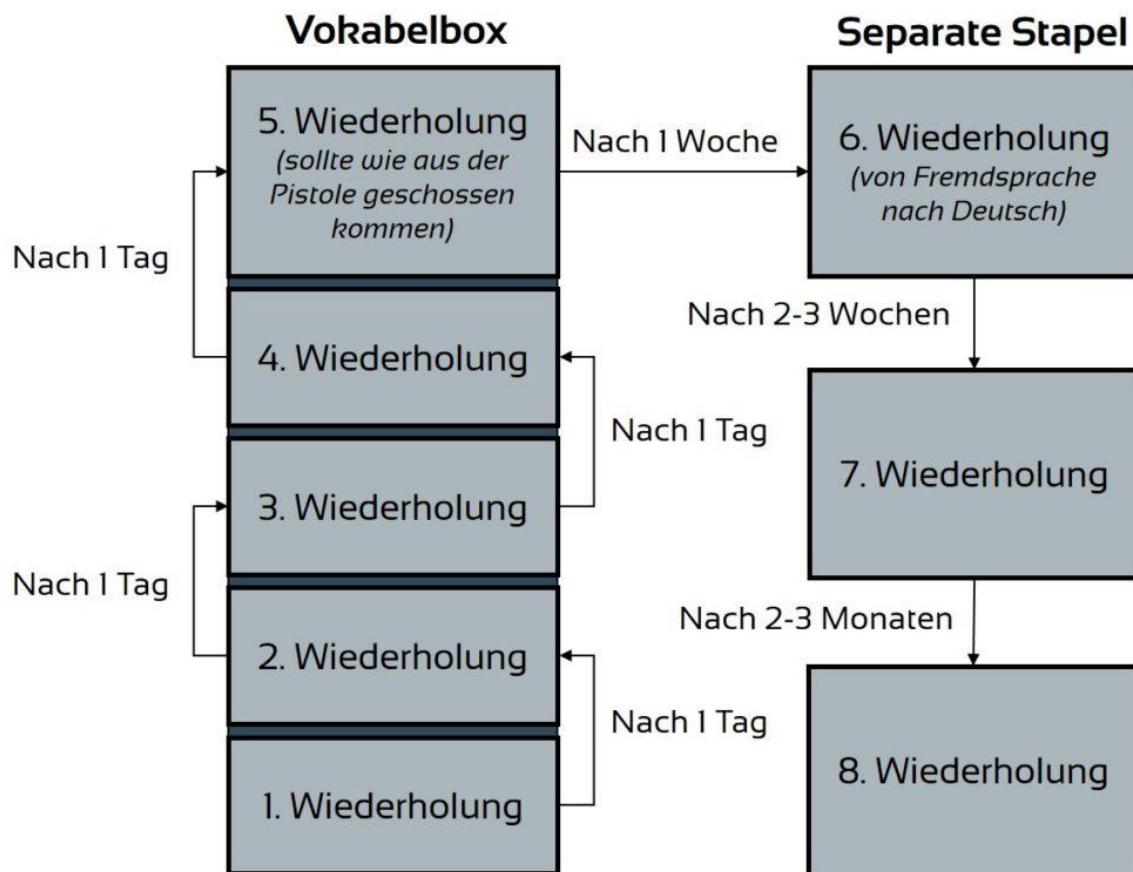 Vokabelbox
5. Wiederholung
(sollte wie aus der
Pistole geschossen
kommen)
Nach 1 Tag
4. Wiederholung
Nach 1 Tag
3. Wiederholung
Nach 1 Tag
2. Wiederholung
Nach 1 Tag
1. Wiederholung
Nach 1 Woche
Separate Stapel
6. Wiederholung
(von Fremdsprache
nach Deutsch)
Nach 2-3 Wochen
7. Wiederholung
Nach 2-3 Monaten
8. Wiederholung